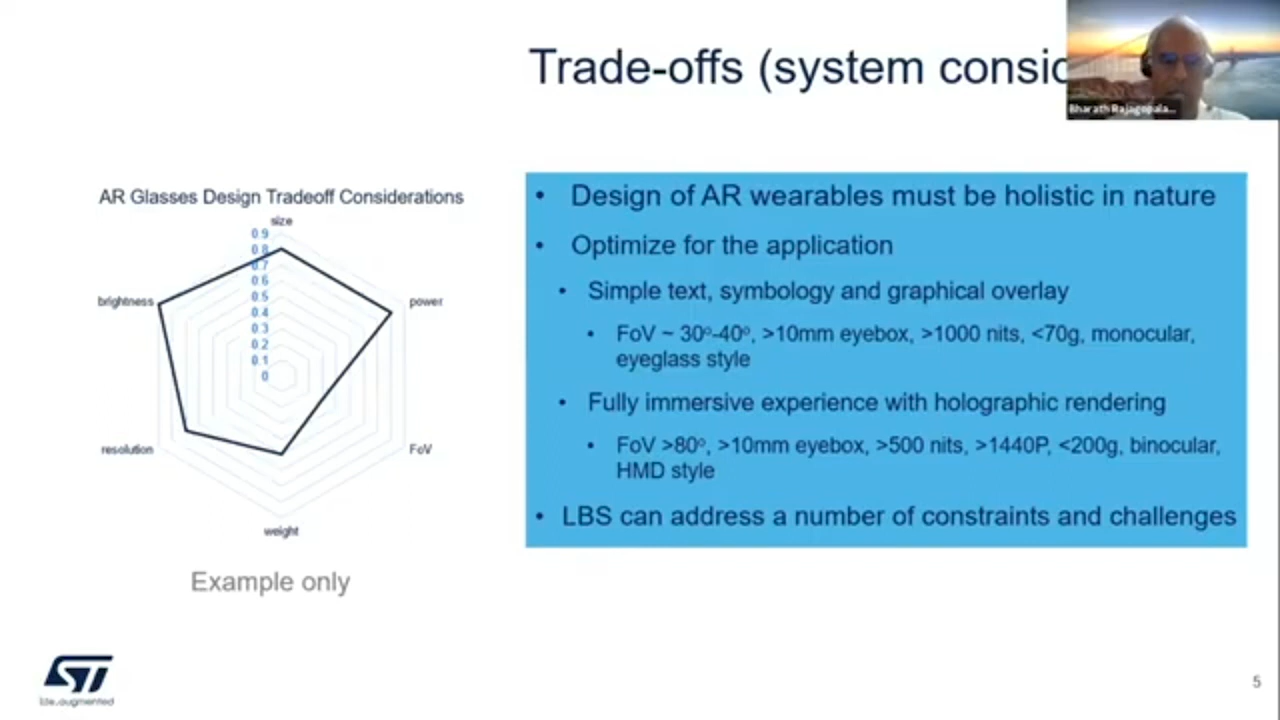 Trade-offs (system consid
Bharath Rajagopala...
AR Glasses Design Tradeoff Considerations
size
0.9
0.8
0.7
0.6
0.5
0.4
0.3
0.2
0.1
0
brightness
power
resolution
FoV
weight
Example only
• Design of AR wearables must be holistic in nature
• Optimize for the application
• Simple text, symbology and graphical overlay
• FoV ~ 30º-40º, >10mm eyebox, >1000 nits, <70g, monocular,
eyeglass style
• Fully immersive experience with holographic rendering
• FoV >80º, >10mm eyebox, >500 nits, >1440P, <200g, binocular,
HMD style
• LBS can address a number of constraints and challenges
ST
life.augmented
5